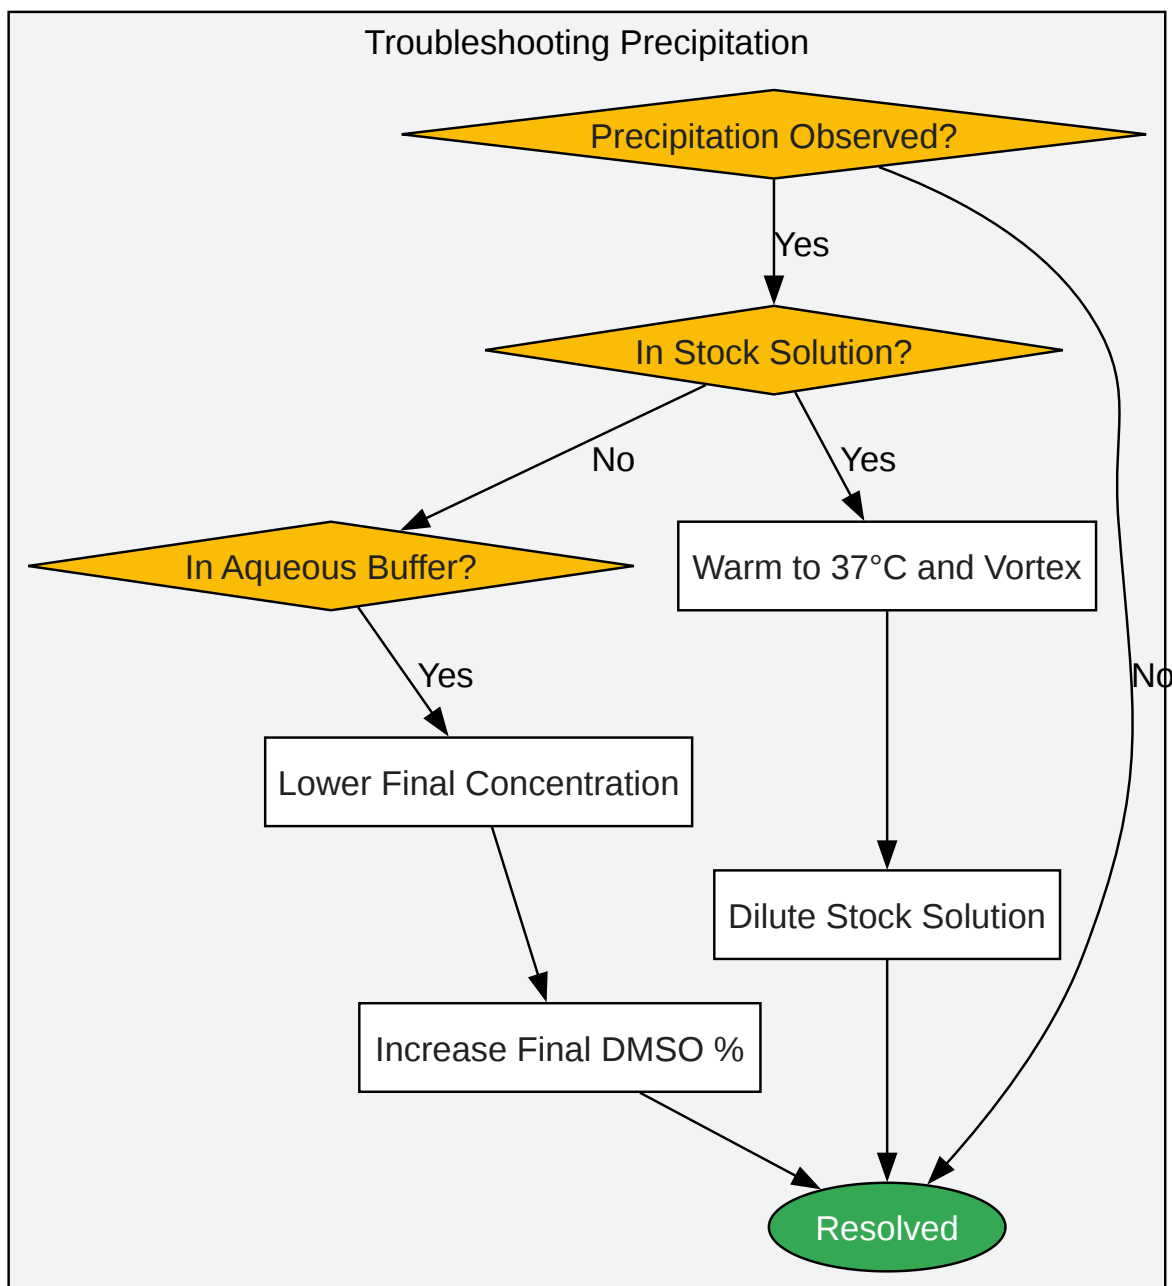 Troubleshooting Precipitation
Precipitation Observed?
Yes
In Stock Solution?
No
Yes
In Aqueous Buffer?
Warm to 37°C and Vortex
Yes
No
Lower Final Concentration
Dilute Stock Solution
Increase Final DMSO %
Resolved